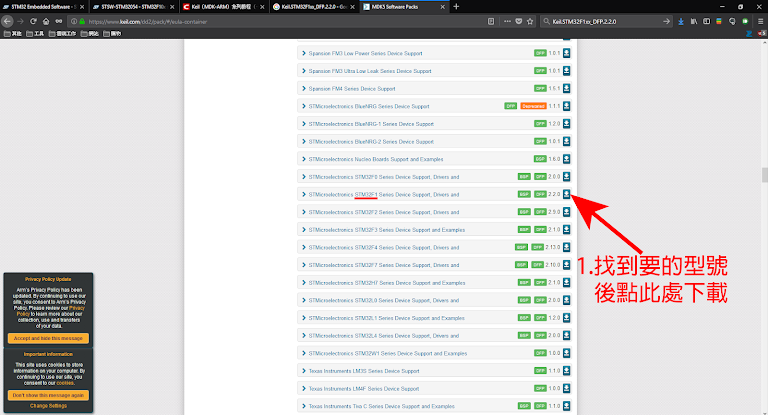 STM32 Embedded Software -
STSW-STM32054 - STM32F10x
Keil (MDK-ARM)
Keil.STM32F1xx_DFP.2.2.0 - Go
MDK5 Software Packs
https://www.keil.com/dd2/pack/#/eula-container
Keil.STM32F1xx_DFP.2.2.0
其他
工具
Spansion FM3 Low Power Series Device Support DFP 1.0.1
Spansion FM3 Ultra Low Leak Series Device Support DFP 1.0.1
Spansion FM4 Series Device Support DFP 1.5.1
STMicroelectronics BlueNRG Series Device Support DFP Deprecated 1.1.1
STMicroelectronics BlueNRG-1 Series Device Support DFP 1.2.0
STMicroelectronics BlueNRG-2 Series Device Support DFP 1.0.1
STMicroelectronics Nucleo Boards Support and Examples BSP 1.6.0
STMicroelectronics STM32F0 Series Device Support, Drivers and BSP DFP 2.0.0
STMicroelectronics STM32F1 Series Device Support, Drivers and BSP DFP 2.2.0
STMicroelectronics STM32F2 Series Device Support, Drivers and BSP DFP 2.9.0
STMicroelectronics STM32F3 Series Device Support and Examples BSP DFP 2.1.0
STMicroelectronics STM32F4 Series Device Support, Drivers and BSP DFP 2.13.0
STMicroelectronics STM32F7 Series Device Support, Drivers and BSP DFP 2.10.0
STMicroelectronics STM32H7 Series Device Support and Examples BSP DFP 2.1.0
STMicroelectronics STM32L0 Series Device Support, Drivers and BSP DFP 2.0.0
STMicroelectronics STM32L1 Series Device Support and Examples BSP DFP 1.2.0
STMicroelectronics STM32L4 Series Device Support, Drivers and BSP DFP 2.0.0
STMicroelectronics STM32W1 Series Device Support and Examples DFP 1.0.0
Texas Instruments LM3S Series Device Support DFP 1.0.0
Texas Instruments LM4F Series Device Support DFP 1.0.0
Texas Instruments Tiva C Series Device Support and Examples BSP DFP 1.1.0
1.找到要的型號
後點此處下載
Privacy Policy Update
Arm's Privacy Policy has
been updated. By continuing to use our
site, you consent to Arm's Privacy
Policy. Please review our Privacy
Policy to learn more about our
collection, use and transfers
of your data.
Accept and hide this message
Important information
This site uses cookies to store
information on your computer. By
continuing to use our site, you
consent to our cookies.
Don't show this message again
Change Settings